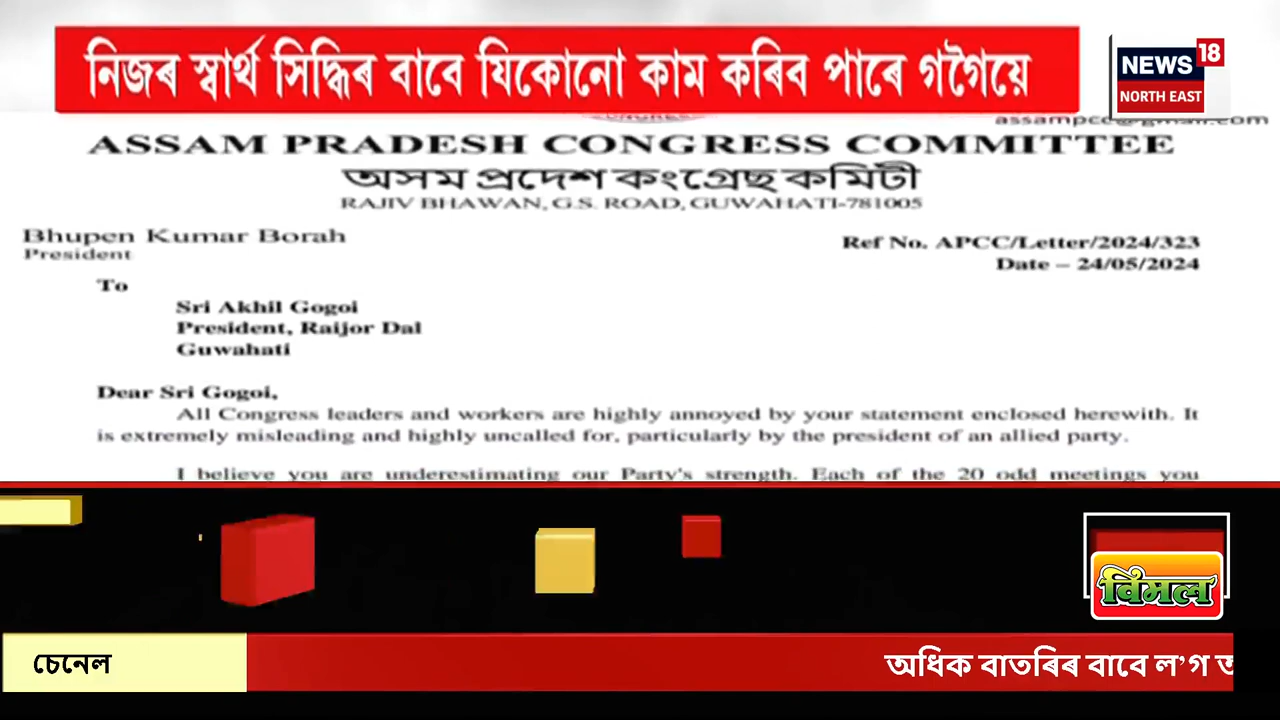 নিজৰ স্বাৰ্থ সিদ্ধিৰ বাবে যিকোনো কাম কৰিব পাৰে গগৈয়ে
NEWS 18
NORTH EAST
assampcc@gmail.com
ASSAM PRADESH CONGRESS COMMITTEE
অসম প্ৰদেশ কংগ্ৰেছ কমিটী
RAJIV BHAWAN, G.S. ROAD, GUWAHATI-781005
Bhupen Kumar Borah
President
Ref No. APCC/Letter/2024/323
Date – 24/05/2024
To
Sri Akhil Gogoi
President, Raijor Dal
Guwahati
Dear Sri Gogoi,
All Congress leaders and workers are highly annoyed by your statement enclosed herewith. It
is extremely misleading and highly uncalled for, particularly by the president of an allied party.
I believe you are underestimating our Party's strength. Each of the 20 odd meetings you
বিমল
চেনেল
অধিক বাতৰিৰ বাবে ল’গ অ